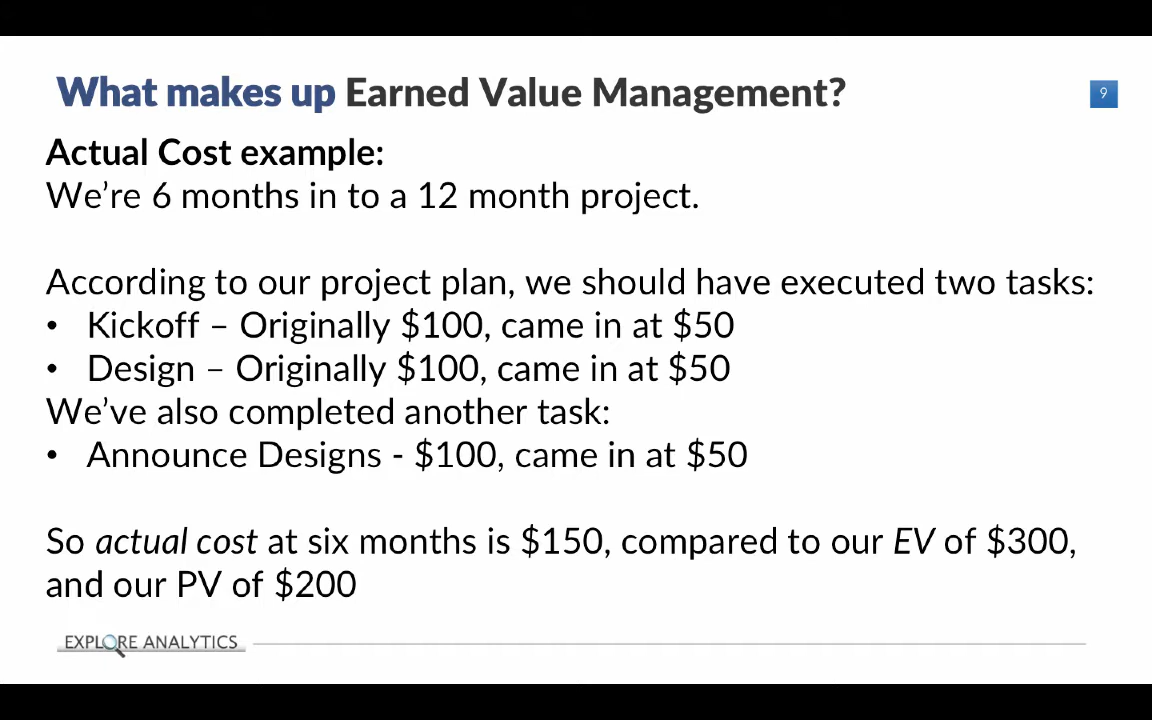 What makes up Earned Value Management?
9
Actual Cost example:
We're 6 months in to a 12 month project.
According to our project plan, we should have executed two tasks:
• Kickoff – Originally $100, came in at $50
• Design – Originally $100, came in at $50
We've also completed another task:
• Announce Designs - $100, came in at $50
So actual cost at six months is $150, compared to our EV of $300,
and our PV of $200
EXPLORE ANALYTICS